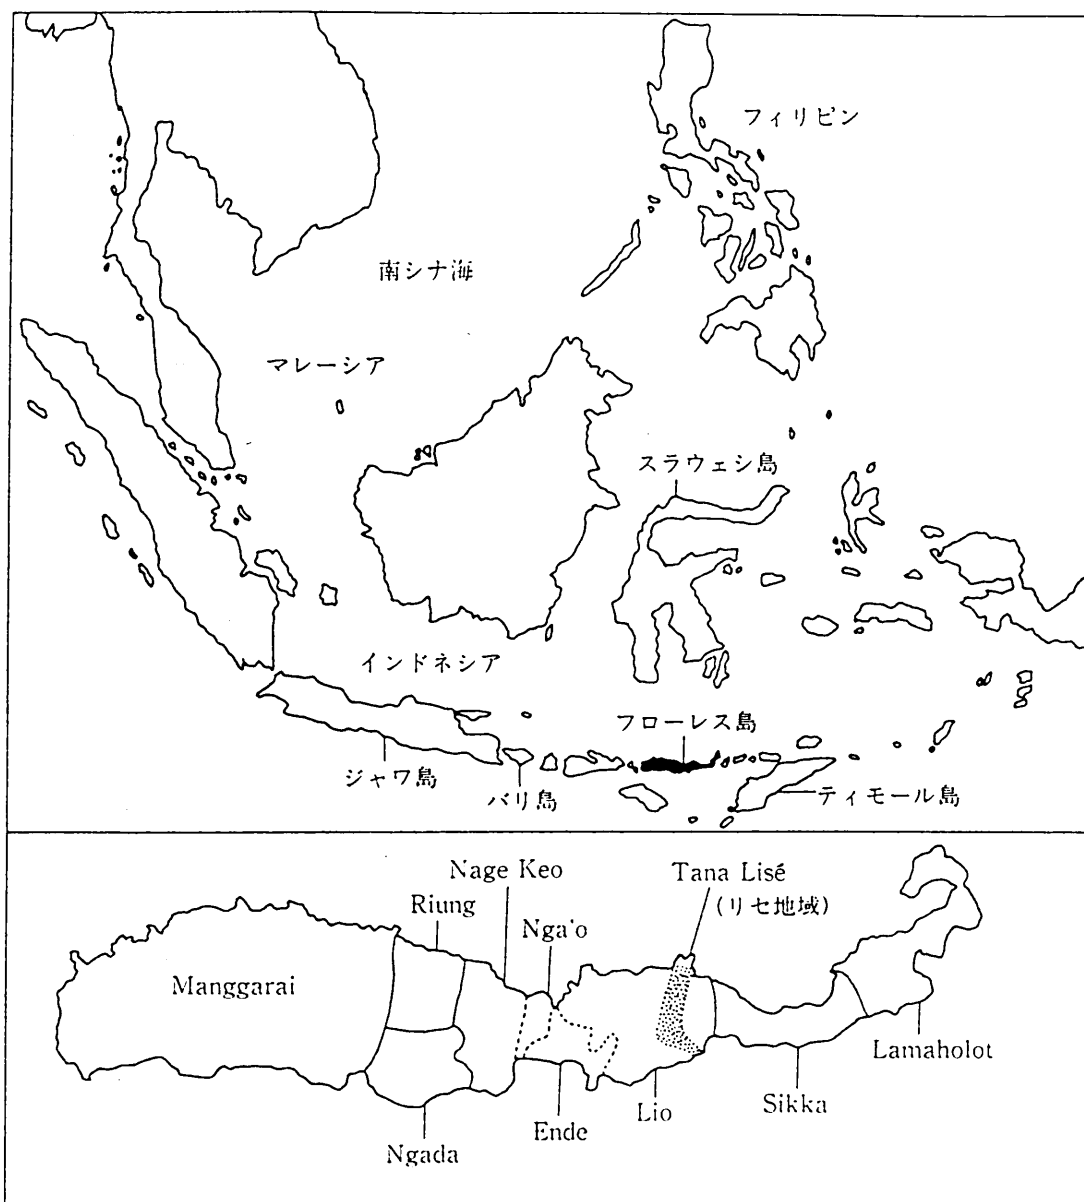 フィリピン
南シナ海
マレーシア
スラウェシ島
インドネシア
フローレス島
ジャワ島
バリ島
ティモール島
Nage Keo
Tana Lisé
Riung
(リセ地域)
Nga'o
Manggarai
Lamaholot
Sikka
Lio
Ende
Ngada